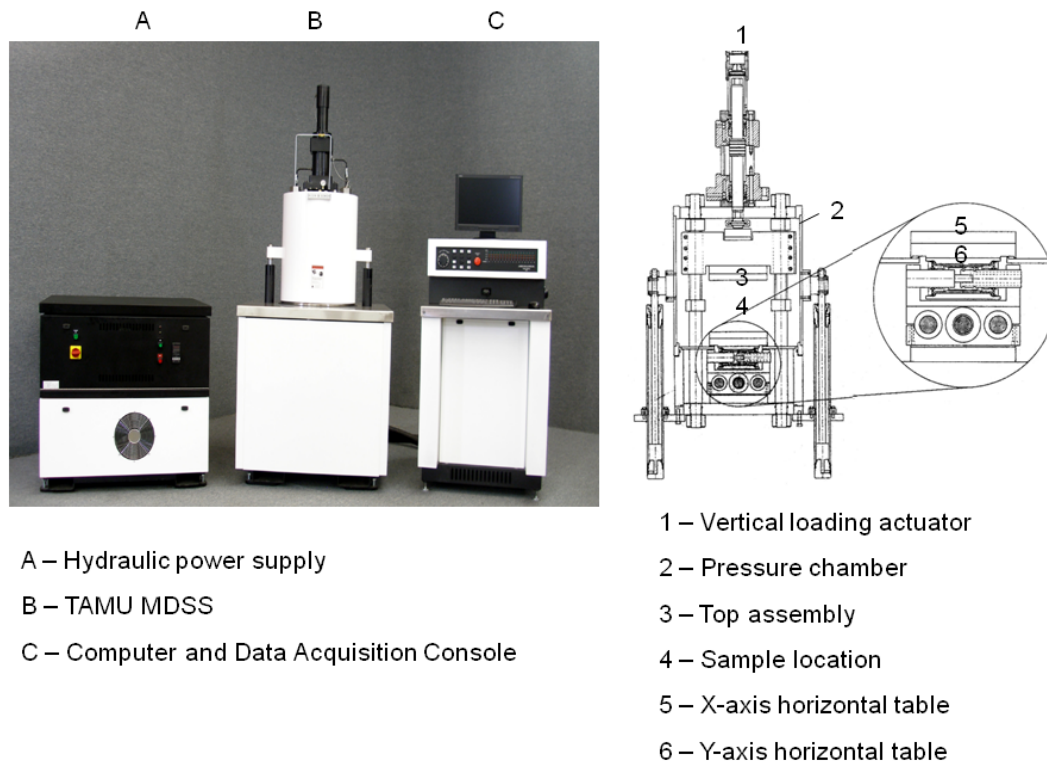 A
B
C
A – Hydraulic power supply
B – TAMU MDSS
C – Computer and Data Acquisition Console
1
2
3
4
5
6
1 – Vertical loading actuator
2 – Pressure chamber
3 – Top assembly
4 – Sample location
5 – X-axis horizontal table
6 – Y-axis horizontal table